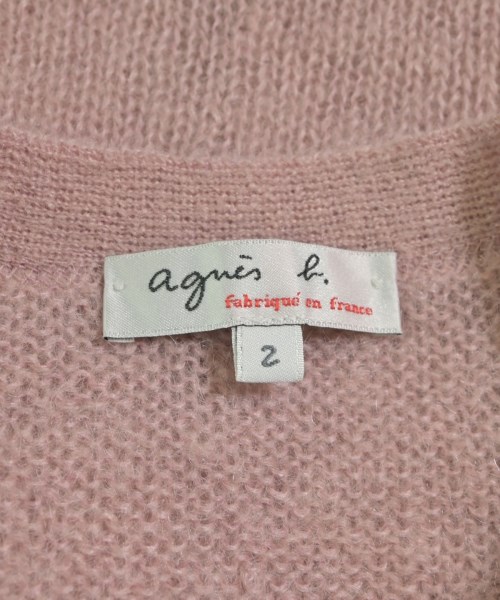 agnès b.
fabriqué en france
2